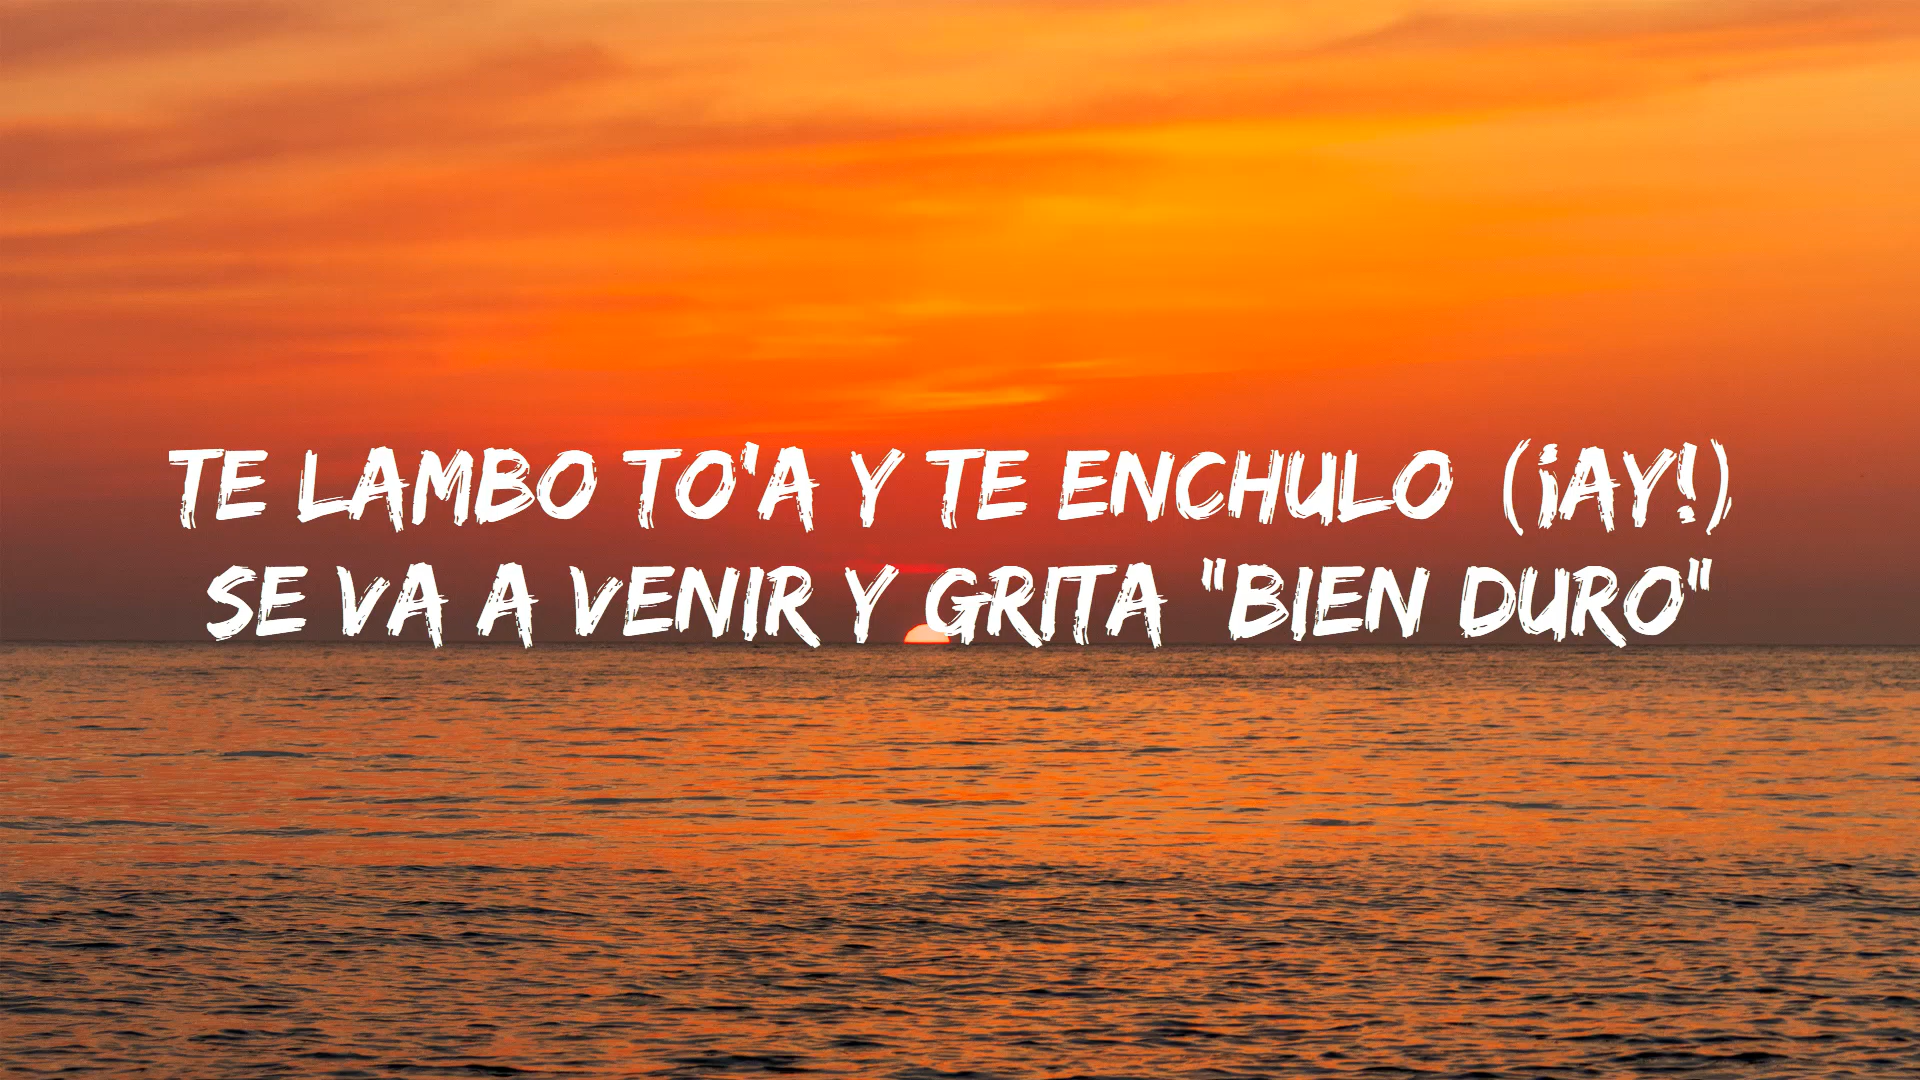 TE LAMBO TO'A Y TE ENCHULO (¡AY!)
SE VA A VENIR Y GRITA "BIEN DURO"